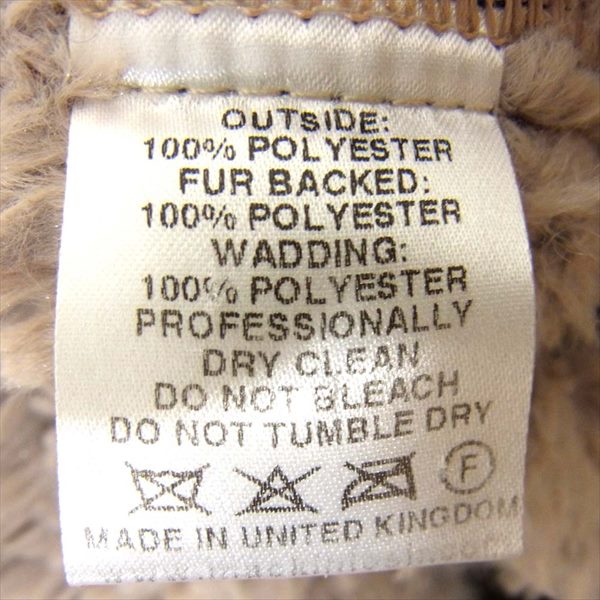 OUTSIDE:
100% POLYESTER
FUR BACKED:
100% POLYESTER
WADDING:
100% POLYESTER
PROFESSIONALLY
DRY CLEAN
DO NOT BLEACH
DO NOT TUMBLE DRY
F
MADE IN UNITED KINGDOM